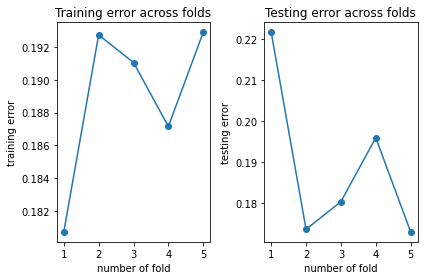 Training error across folds
training error
0.192
0.190
0.188
0.186
0.184
0.182
1 2 3 4 5
number of fold
Testing error across folds
testing error
0.22
0.21
0.20
0.19
0.18
1 2 3 4 5
number of fold